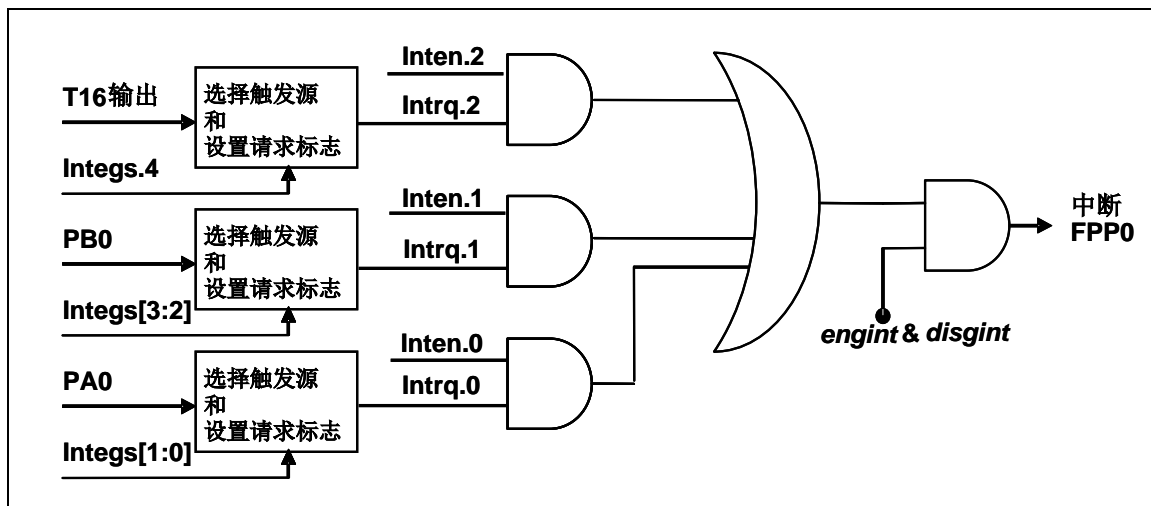 T16输出
Integs.4
选择触发源
和
设置请求标志
Inten.2
Intrq.2
PB0
Integs[3:2]
选择触发源
和
设置请求标志
Inten.1
Intrq.1
PA0
Integs[1:0]
选择触发源
和
设置请求标志
Inten.0
Intrq.0
engint & disgint
中断
FPP0